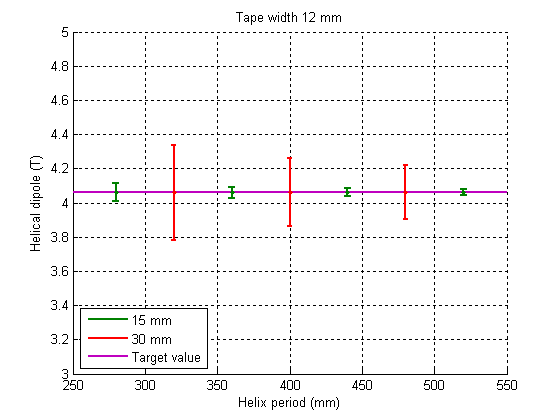 Tape width 12 mm
Helical dipole (T)
5
4.8
4.6
4.4
4.2
4
3.8
3.6
3.4
3.2
3
15 mm
30 mm
Target value
250 300 350 400 450 500 550
Helix period (mm)